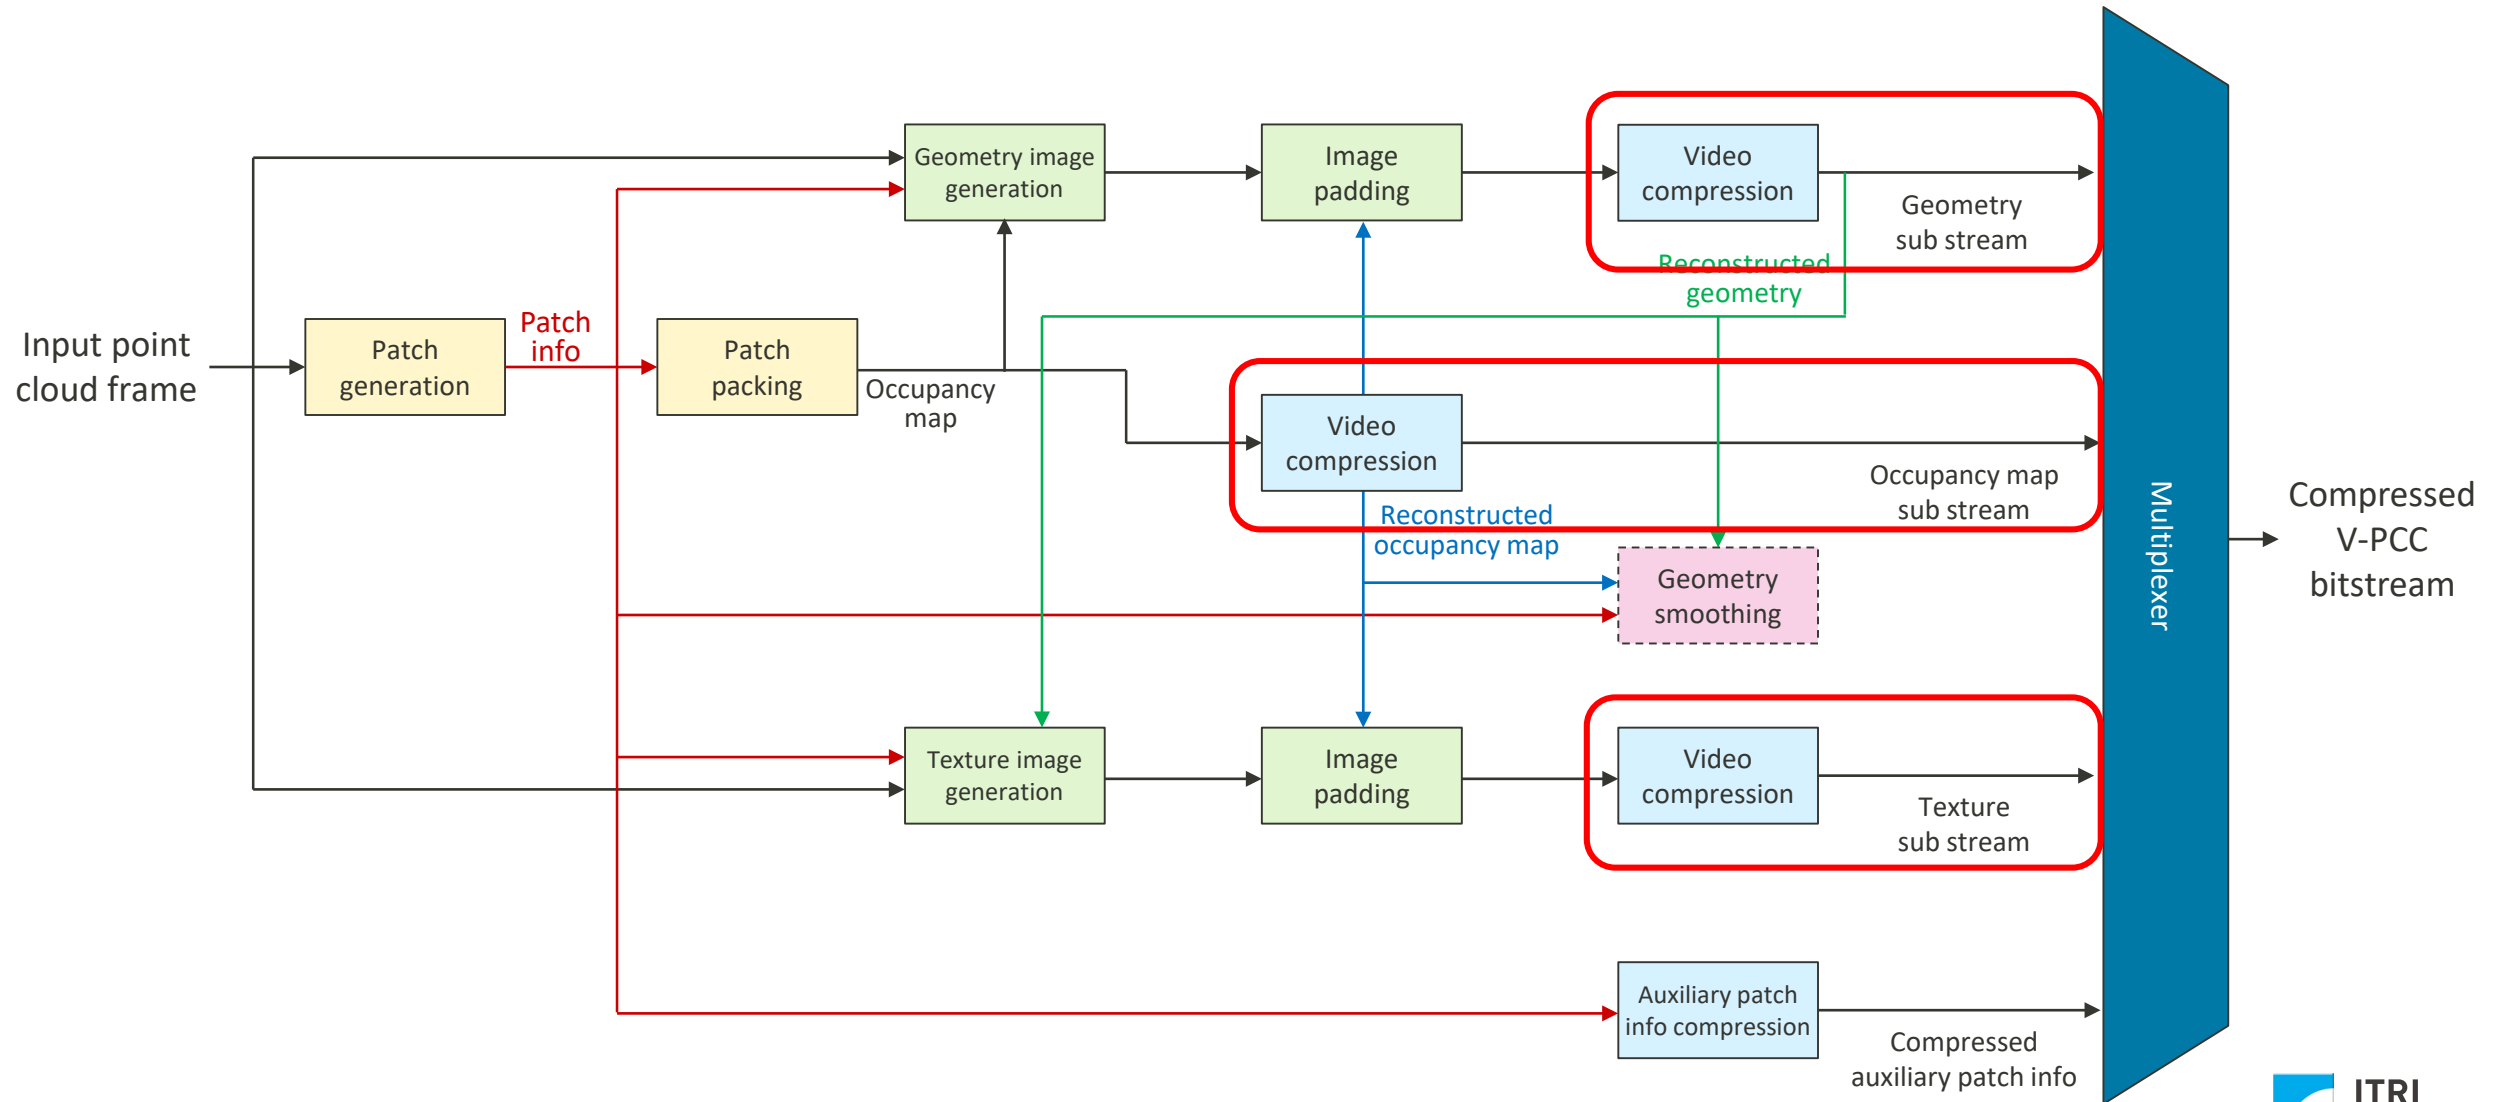 Geometry image
generation
Image
padding
Video
compression
Geometry
sub stream
Reconstructed
geometry
Input point
cloud frame
Patch
generation
Patch
info
Patch
packing
Occupancy
map
Video
compression
Occupancy map
sub stream
Reconstructed
occupancy map
Geometry
smoothing
Multiplexer
Compressed
V-PCC
bitstream
Texture image
generation
Image
padding
Video
compression
Texture
sub stream
Auxiliary patch
info compression
Compressed
auxiliary patch info
ITRI